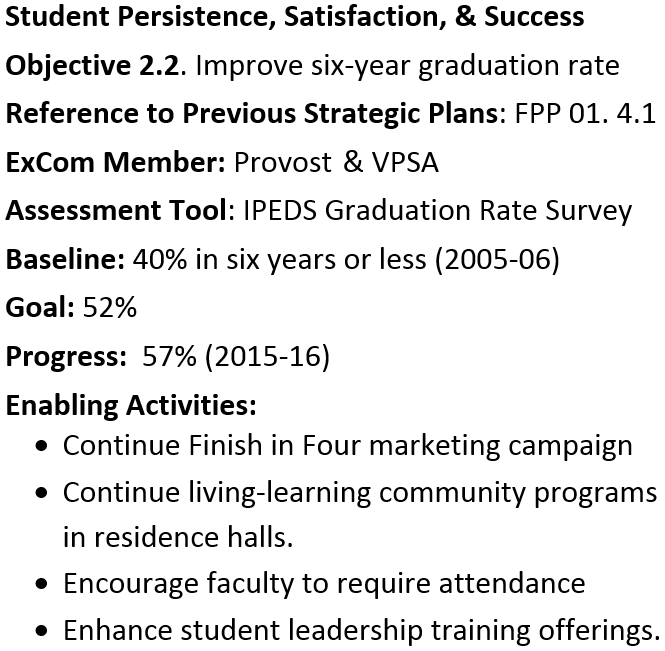 Student Persistence, Satisfaction, & Success
Objective 2.2. Improve six-year graduation rate
Reference to Previous Strategic Plans: FPP 01. 4.1
ExCom Member: Provost & VPSA
Assessment Tool: IPEDS Graduation Rate Survey
Baseline: 40% in six years or less (2005-06)
Goal: 52%
Progress:  57% (2015-16)
Enabling Activities:
• Continue Finish in Four marketing campaign
• Continue living-learning community programs
in residence halls.
• Encourage faculty to require attendance
• Enhance student leadership training offerings.